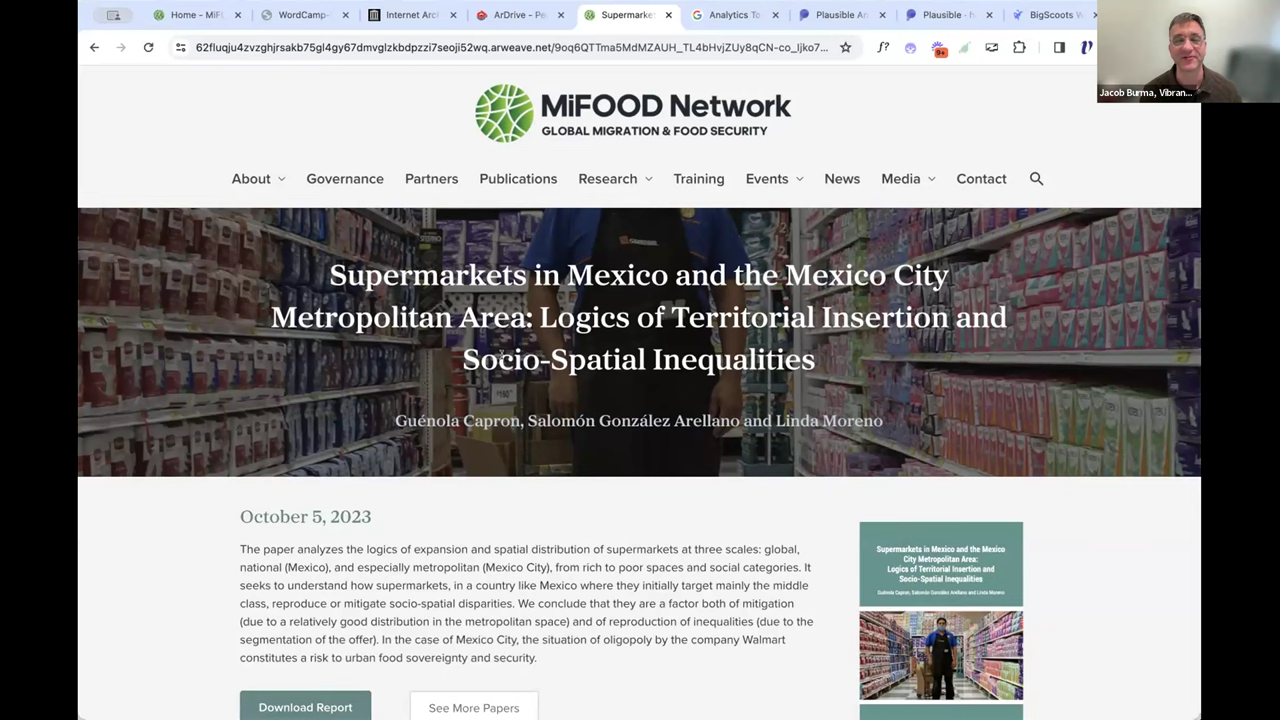 Home - MiF
WordCamp-
Internet Arc
ArDrive - Pe
Supermarke
Analytics To
Plausible An
Plausible - h
BigScoots W
62fluqju4zvzghjrsakb75gl4gy67dmvglzkbdpzzi7seoji52wq.arweave.net/9oq6QTTma5MdMZAUH_TL4bHvjZUy8qCN-co_ljko7...
f?
9+
Jacob Burma, Vibran...
MiFOOD Network
GLOBAL MIGRATION & FOOD SECURITY
About Governance Partners Publications Research Training Events News Media Contact
Supermarkets in Mexico and the Mexico City
Metropolitan Area: Logics of Territorial Insertion and
Socio-Spatial Inequalities
Guénola Capron, Salomón González Arellano and Linda Moreno
October 5, 2023
The paper analyzes the logics of expansion and spatial distribution of supermarkets at three scales: global,
al (Mexico), and especially metropolitan (Mexico City), from rich to poor spaces and social categories. It
understand how supermarkets, in a country like Mexico where they initially target mainly the middle
class, reproduce or mitigate socio-spatial disparities. We conclude that they are a factor both of mitigation
(due to a relatively good distribution in the metropolitan space) and of reproduction of inequalities (due to the
segmentation of the offer). In the case of Mexico City, the situation of oligopoly by the company Walmart
constitutes a risk to urban food sovereignty and security.
Download Report
See More Papers
Supermarkets in Mexico and the Mexico
City Metropolitan Area:
Logics of Territorial Insertion and
Socio-Spatial Inequalities
Guénola Capron, Salomón González Arellano and Linda Moreno